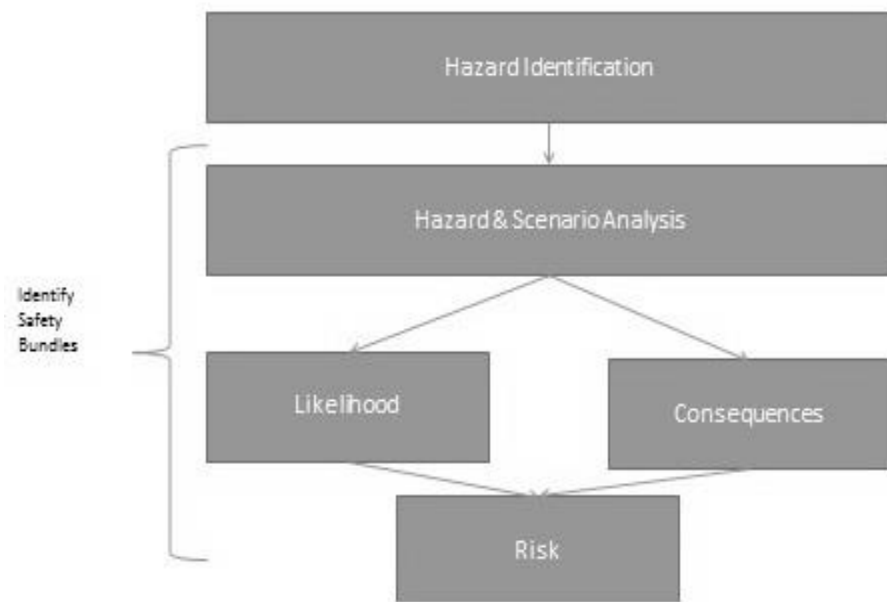 Hazard Identification
Hazard & Scenario Analysis
Identify
Safety
Bundles
Likelihood
Consequences
Risk